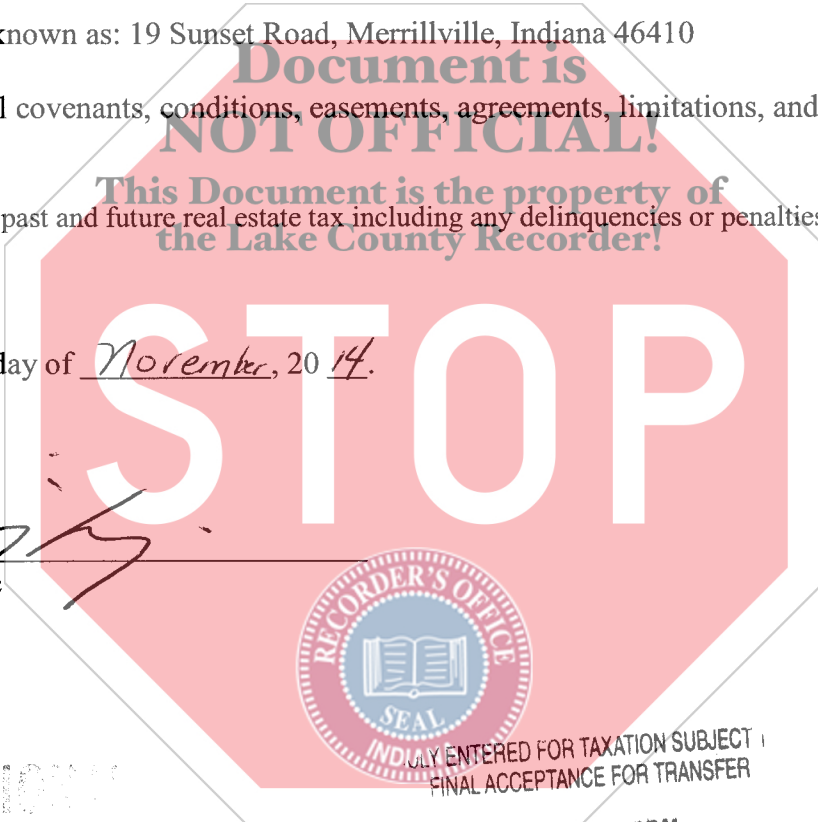 known as: 19 Sunset Road, Merrillville, Indiana 46410
Document is
covenants, conditions, easements, agreements, limitations, and
NOT OFFICIAL!
This Document is the property of
past and future real estate tax including any delinquencies or penalties
the Lake County Recorder!
STOP
day of November, 20 14.
RECORDER'S OFFICE
SEAL
INDIANA
ENTERED FOR TAXATION SUBJECT
FINAL ACCEPTANCE FOR TRANSFER